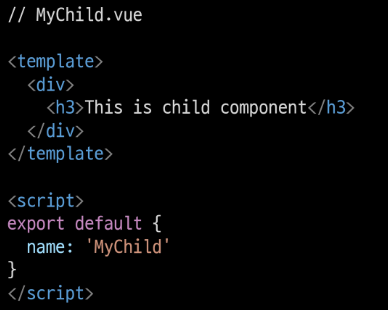 // MyChild.vue

<template>
  <div>
    <h3>This is child component</h3>
  </div>
</template>

<script>
export default {
  name: 'MyChild'
}
</script>